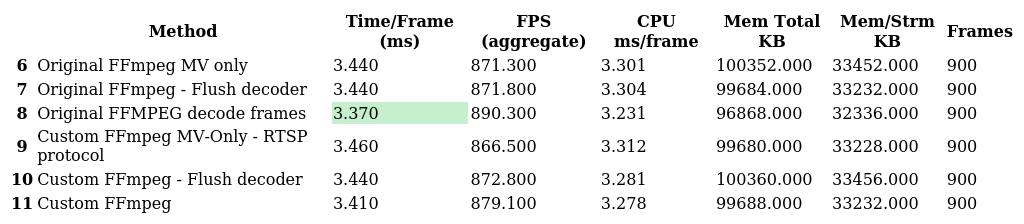 Method Time/Frame (ms) FPS (aggregate) CPU ms/frame Mem Total KB Mem/Strm KB Frames
6 Original FFmpeg MV only 3.440 871.300 3.301 100352.000 33452.000 900
7 Original FFmpeg - Flush decoder 3.440 871.800 3.304 99684.000 33232.000 900
8 Original FFMPEG decode frames 3.370 890.300 3.231 96868.000 32336.000 900
9 Custom FFmpeg MV-Only - RTSP protocol 3.460 866.500 3.312 99680.000 33228.000 900
10 Custom FFmpeg - Flush decoder 3.440 872.800 3.281 100360.000 33456.000 900
11 Custom FFmpeg 3.410 879.100 3.278 99688.000 33232.000 900